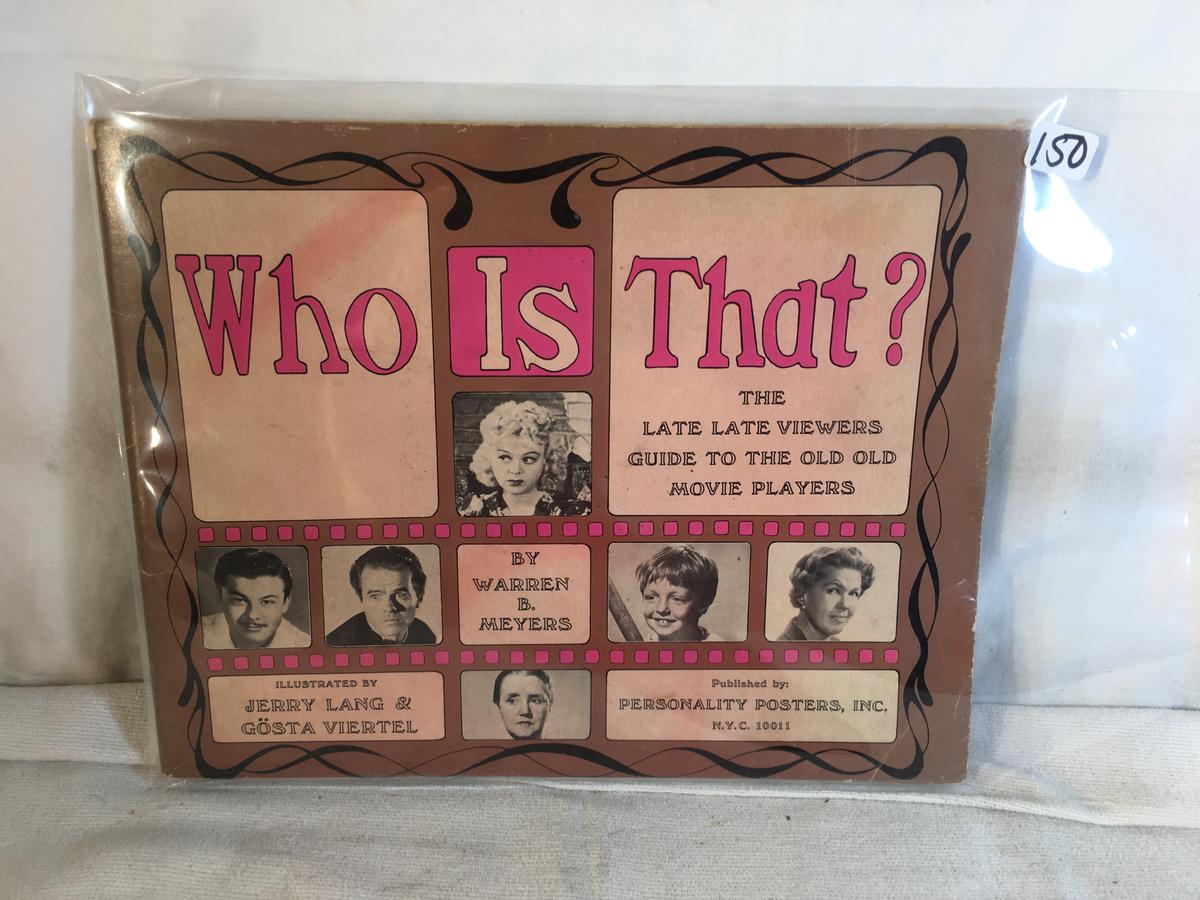 150
Who Is That?
THE
LATE LATE VIEWERS
GUIDE TO THE OLD OLD
MOVIE PLAYERS
BY
WARREN
B.
MEYERS
ILLUSTRATED BY
JERRY LANG &
GÖSTA VIERTEL
Published by:
PERSONALITY POSTERS, INC.
N.Y.C. 10011